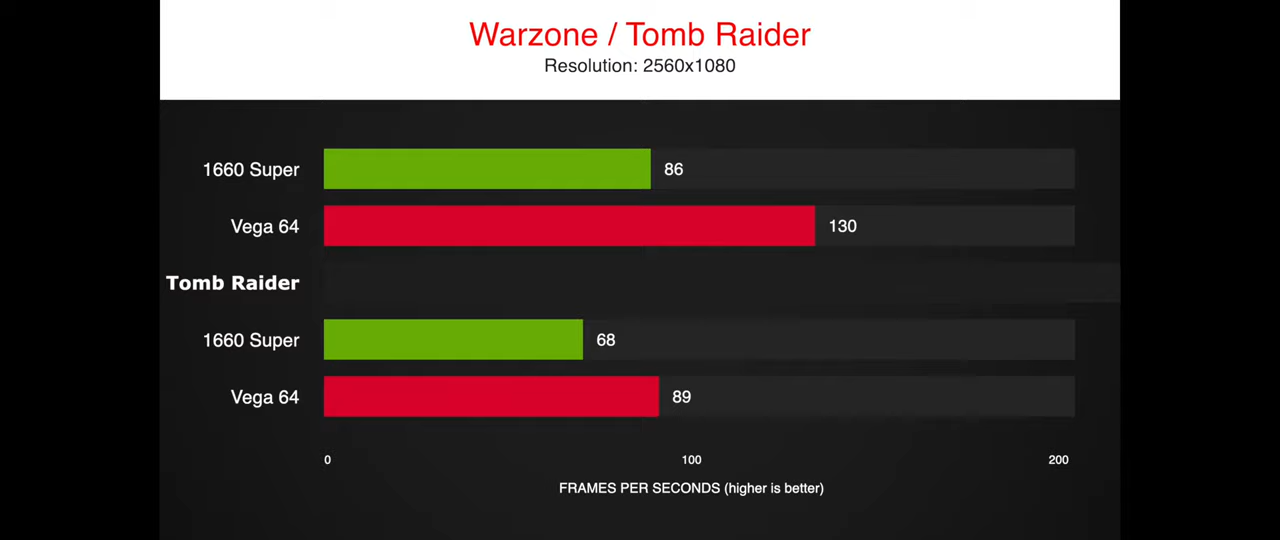 Warzone / Tomb Raider
Resolution: 2560x1080
1660 Super 86
Vega 64 130
Tomb Raider
1660 Super 68
Vega 64 89
0 100 200
FRAMES PER SECONDS (higher is better)